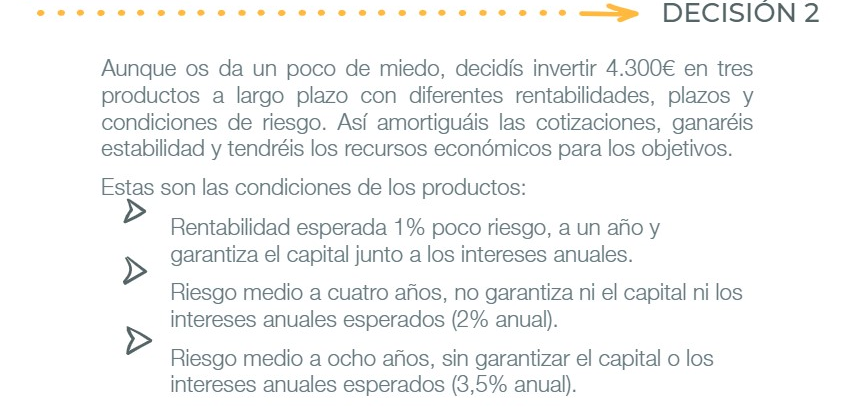 DECISIÓN 2
Aunque os da un poco de miedo, decidís invertir 4.300€ en tres
productos a largo plazo con diferentes rentabilidades, plazos y
condiciones de riesgo. Así amortiguáis las cotizaciones, ganaréis
estabilidad y tendréis los recursos económicos para los objetivos.
Estas son las condiciones de los productos:
Rentabilidad esperada 1% poco riesgo, a un año y
garantiza el capital junto a los intereses anuales.
Riesgo medio a cuatro años, no garantiza ni el capital ni los
intereses anuales esperados (2% anual).
Riesgo medio a ocho años, sin garantizar el capital o los
intereses anuales esperados (3,5% anual).